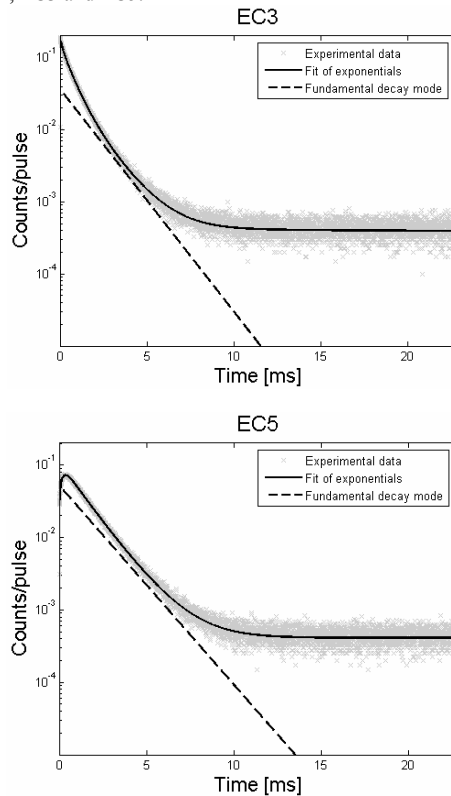 EC3
Experimental data
Fit of exponentials
Fundamental decay mode
Counts/pulse
10⁻¹
10⁻²
10⁻³
10⁻⁴
0 5 10 15 20
Time [ms]
EC5
Experimental data
Fit of exponentials
Fundamental decay mode
Counts/pulse
10⁻¹
10⁻²
10⁻³
10⁻⁴
0 5 10 15 20
Time [ms]